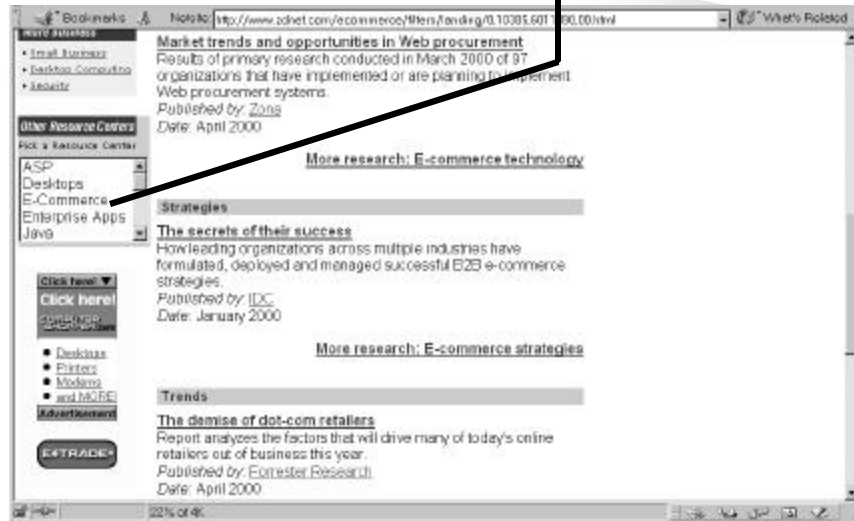 Bookmarks
Netsite:
What's Related
More Business
Small Business
Desktop Computing
Security
Other Resource Centers
Pick a Resource Center
ASP
Desktops
E-Commerce
Enterprise Apps
Java
Click here!
Click here!
Desktops
Printers
Modems
and MORE!
Advertisement
E*TRADE
Market trends and opportunities in Web procurement
Results of primary research conducted in March 2000 of 97
organizations that have implemented or are planning to implement
Web procurement systems.
Published by: Zona
Date: April 2000
More research: E-commerce technology
Strategies
The secrets of their success
How leading organizations across multiple industries have
formulated, deployed and managed successful B2B e-commerce
strategies.
Published by: IDC
Date: January 2000
More research: E-commerce strategies
Trends
The demise of dot-com retailers
Report analyzes the factors that will drive many of today's online
retailers out of business this year.
Published by: Forrester Research
Date: April 2000
22% of 4K